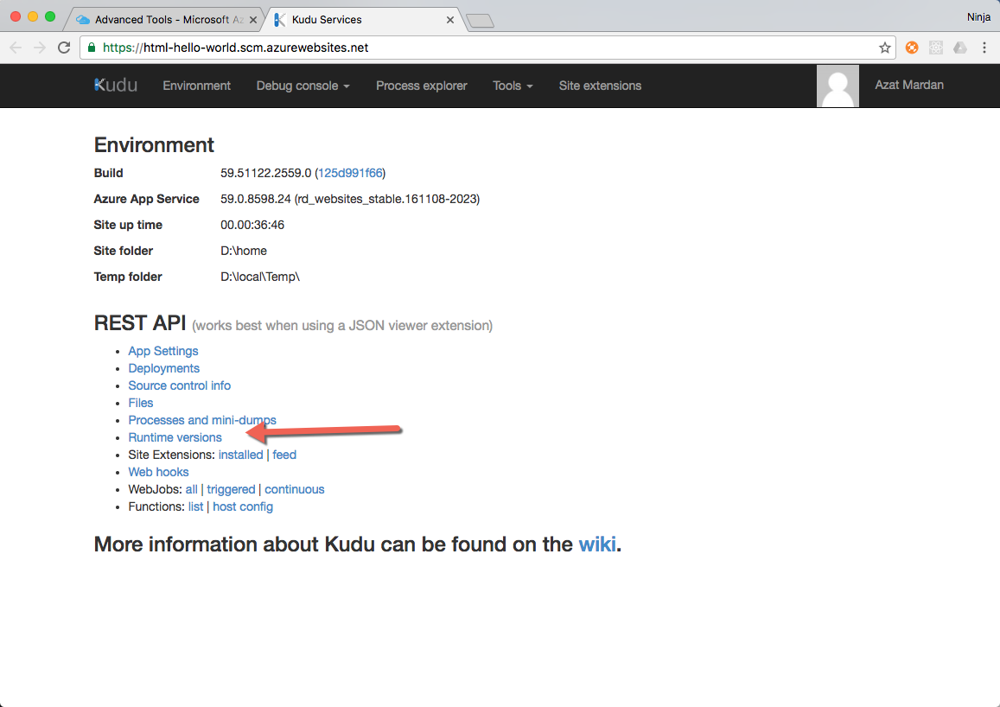 Advanced Tools - Microsoft Az
Kudu Services
Ninja
https://html-hello-world.scm.azurewebsites.net
Kudu
Environment
Debug console
Process explorer
Tools
Site extensions
Azat Mardan
Environment
Build 59.51122.2559.0 (125d991f66)
Azure App Service 59.0.8598.24 (rd_websites_stable.161108-2023)
Site up time 00.00:36:46
Site folder D:\home
Temp folder D:\local\Temp\
REST API (works best when using a JSON viewer extension)
App Settings
Deployments
Source control info
Files
Processes and mini-dumps
Runtime versions
Site Extensions: installed | feed
Web hooks
WebJobs: all | triggered | continuous
Functions: list | host config
More information about Kudu can be found on the wiki.